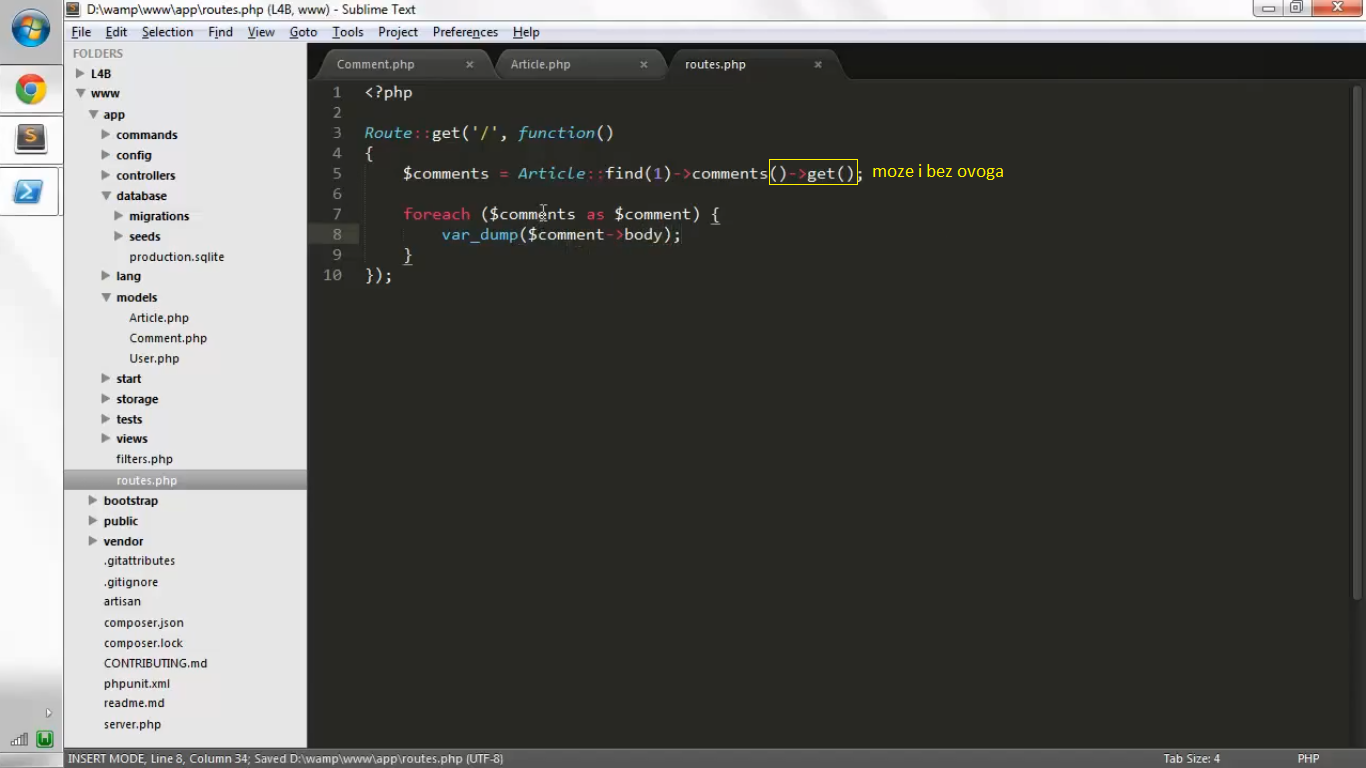 D:\wamp\www\app\routes.php (L4B, www) - Sublime Text
File Edit Selection Find View Goto Tools Project Preferences Help
FOLDERS
L4B
www
app
commands
config
controllers
database
migrations
seeds
production.sqlite
lang
models
Article.php
Comment.php
User.php
start
storage
tests
views
filters.php
routes.php
bootstrap
public
vendor
.gitattributes
.gitignore
artisan
composer.json
composer.lock
CONTRIBUTING.md
phpunit.xml
readme.md
server.php
Comment.php Article.php routes.php
1 <?php
2
3 Route::get('/', function()
4 {
5 $comments = Article::find(1)->comments()->get(); moze i bez ovoga
6
7 foreach ($comments as $comment) {
8 var_dump($comment->body);
9 }
10 });
INSERT MODE, Line 8, Column 34; Saved D:\wamp\www\app\routes.php (UTF-8) Tab Size: 4 PHP